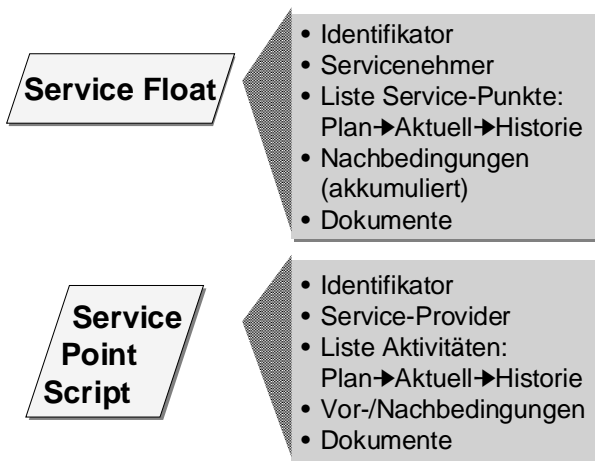 Service Float
• Identifikator
• Servicenehmer
• Liste Service-Punkte:
Plan→Aktuell→Historie
• Nachbedingungen
(akkumuliert)
• Dokumente
Service
Point
Script
• Identifikator
• Service-Provider
• Liste Aktivitäten:
Plan→Aktuell→Historie
• Vor-/Nachbedingungen
• Dokumente